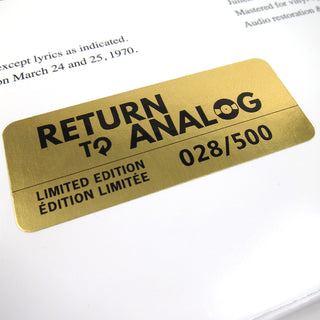 except lyrics as indicated.
on March 24 and 25, 1970.
Mastered for viny
Audio restoration &
RETURN
TO ANALOG
LIMITED EDITION
ÉDITION LIMITÉE
028/500